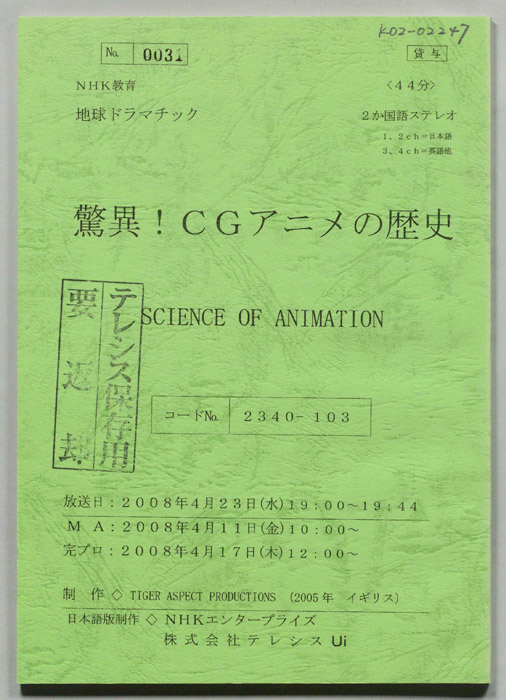 K02-02247
No. 0031
貸与
NHK教育
<44分>
地球ドラマチック
2か国語ステレオ
1、2ch=日本語
3、4ch=英語他
驚異!CGアニメの歴史
SCIENCE OF ANIMATION
テレシス保存用
要返却
コードNo. 2340-103
放送日:2008年4月23日(水)19:00~19:44
MA:2008年4月11日(金)10:00~
完プロ:2008年4月17日(木)12:00~
制作◇ TIGER ASPECT PRODUCTIONS (2005年 イギリス)
日本語版制作◇NHKエンタープライズ
株式会社テレシス Ui